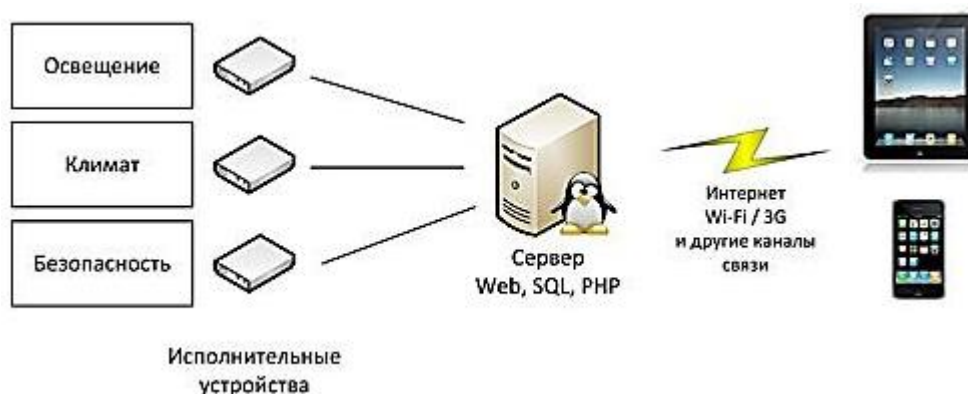 Освещение
Климат
Безопасность
Исполнительные
устройства
Сервер
Web, SQL, PHP
Интернет
Wi-Fi / 3G
и другие каналы
связи